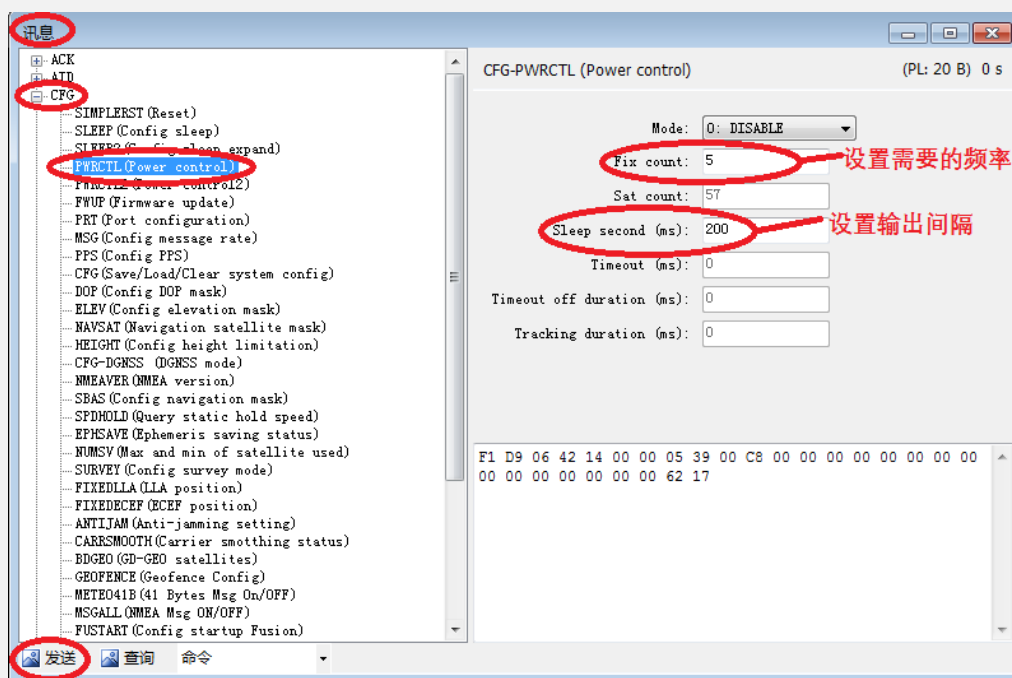 讯息
ACK
AID
CFG
SIMPLERST(Reset)
SLEEP(Config sleep)
SLEEP2(Config sleep expand)
PWRCTL(Power control)
PWRCTL2(Power control2)
FWUP(Firmware update)
PRT(Port configuration)
MSG(Config message rate)
PPS(Config PPS)
CFG(Save/Load/Clear system config)
DOP(Config DOP mask)
ELEV(Config elevation mask)
NAVSAT(Navigation satellite mask)
HEIGHT(Config height limitation)
CFG-DGNSS (DGNSS mode)
NMEAVER(NMEA version)
SBAS(Config navigation mask)
SPDHOLD(Query static hold speed)
EPHSAVE(Ephemeris saving status)
NUMSV(Max and min of satellite used)
SURVEY(Config survey mode)
FIXEDLLA(LLA position)
FIXEDECEF(ECEF position)
ANTIJAM(Anti-jamming setting)
CARRSMOOTH(Carrier smotthing status)
BDGEO(GD-GEO satellites)
GEOFENCE(Geofence Config)
METEO41B(41 Bytes Msg On/OFF)
MSGALL(NMEA Msg ON/OFF)
FUSTART(Config startup Fusion)
CFG-PWRCTL (Power control) (PL: 20 B) 0 s
Mode: 0: DISABLE
Fix count: 5 设置需要的频率
Sat count: 57
Sleep second (ms): 200 设置输出间隔
Timeout (ms): 0
Timeout off duration (ms): 0
Tracking duration (ms): 0
F1 D9 06 42 14 00 00 05 39 00 C8 00 00 00 00 00 00 00 00
00 00 00 00 00 00 00 62 17
发送 查询 命令